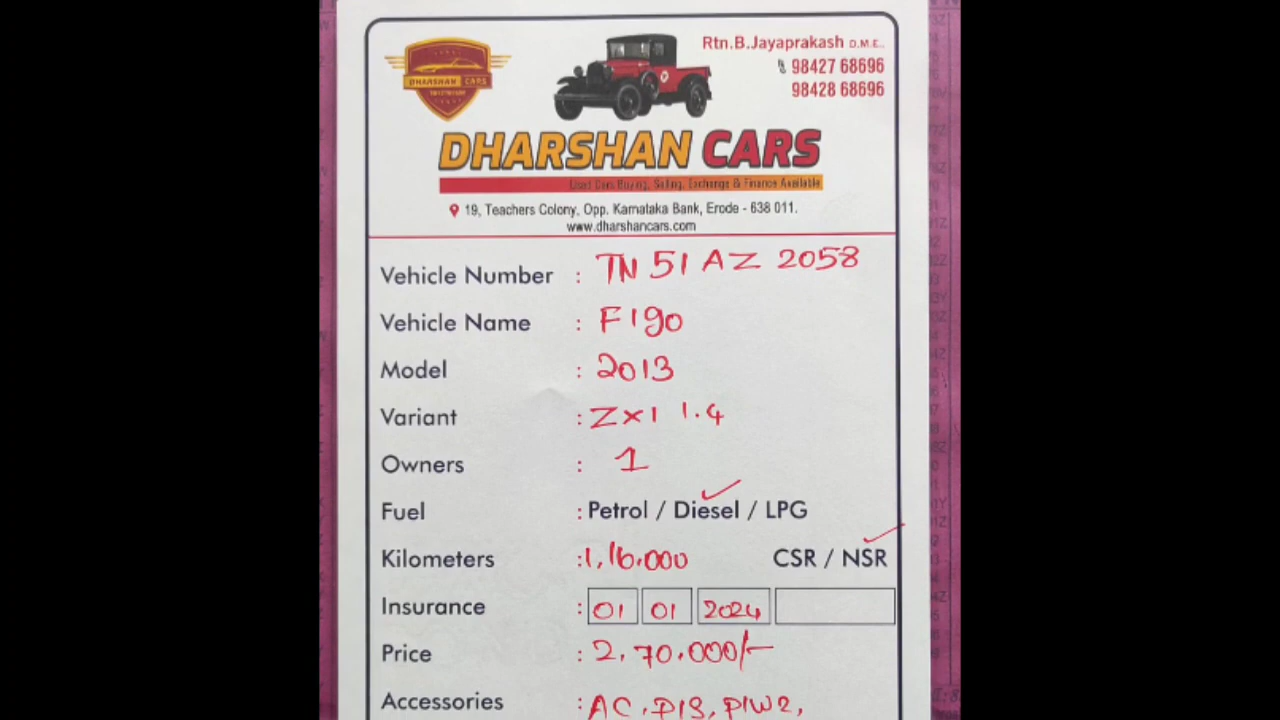 Rtn.B.Jayaprakash D.M.E.,
98427 68696
98428 68696
DHARSHAN CARS
DHARSHAN CARS
Used Cars Buying, Selling, Exchange & Finance Available
19, Teachers Colony, Opp. Karnataka Bank, Erode - 638 011.
www.dharshancars.com
Vehicle Number : TN 51 AZ 2058
Vehicle Name : Figo
Model : 2013
Variant : ZXI 1.4
Owners : 1
Fuel : Petrol / Diesel / LPG
Kilometers : 1,16.000 CSR / NSR
Insurance : 01 01 2024
Price : 2,70.000/-
Accessories : AC, P/S, P/W 2,